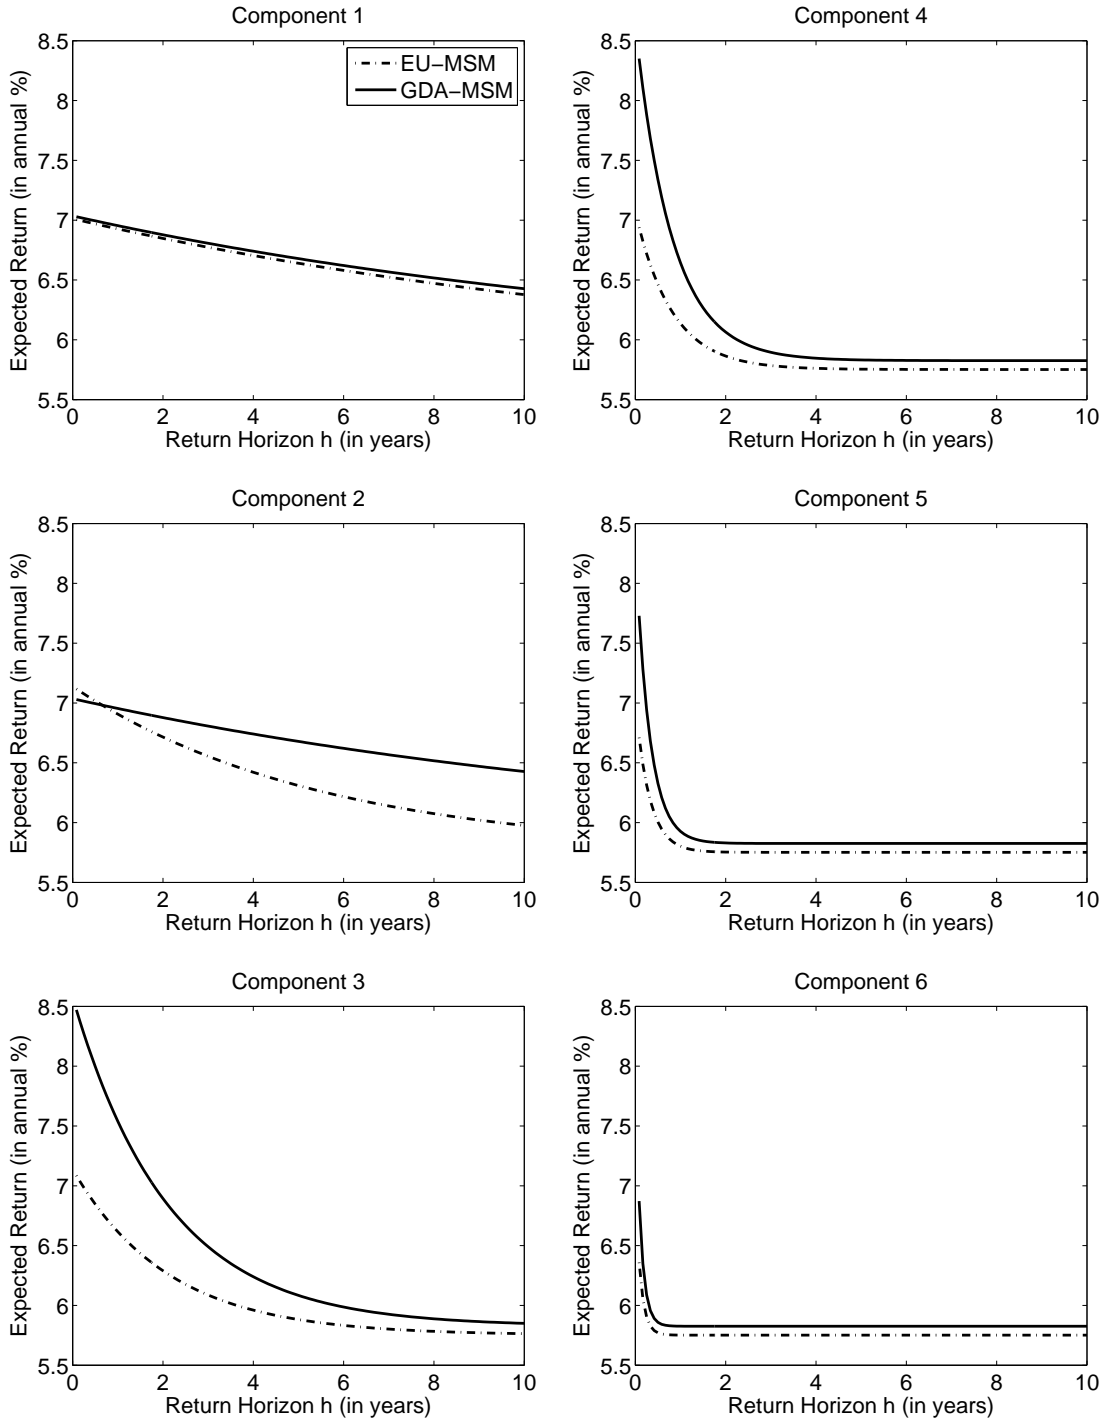 Component 1
8.5
8
7.5
7
6.5
6
5.5
0 2 4 6 8 10
Expected Return (in annual %)
Return Horizon h (in years)
EU−MSM
GDA−MSM
Component 4
8.5
8
7.5
7
6.5
6
5.5
0 2 4 6 8 10
Expected Return (in annual %)
Return Horizon h (in years)
Component 2
8.5
8
7.5
7
6.5
6
5.5
0 2 4 6 8 10
Expected Return (in annual %)
Return Horizon h (in years)
Component 5
8.5
8
7.5
7
6.5
6
5.5
0 2 4 6 8 10
Expected Return (in annual %)
Return Horizon h (in years)
Component 3
8.5
8
7.5
7
6.5
6
5.5
0 2 4 6 8 10
Expected Return (in annual %)
Return Horizon h (in years)
Component 6
8.5
8
7.5
7
6.5
6
5.5
0 2 4 6 8 10
Expected Return (in annual %)
Return Horizon h (in years)